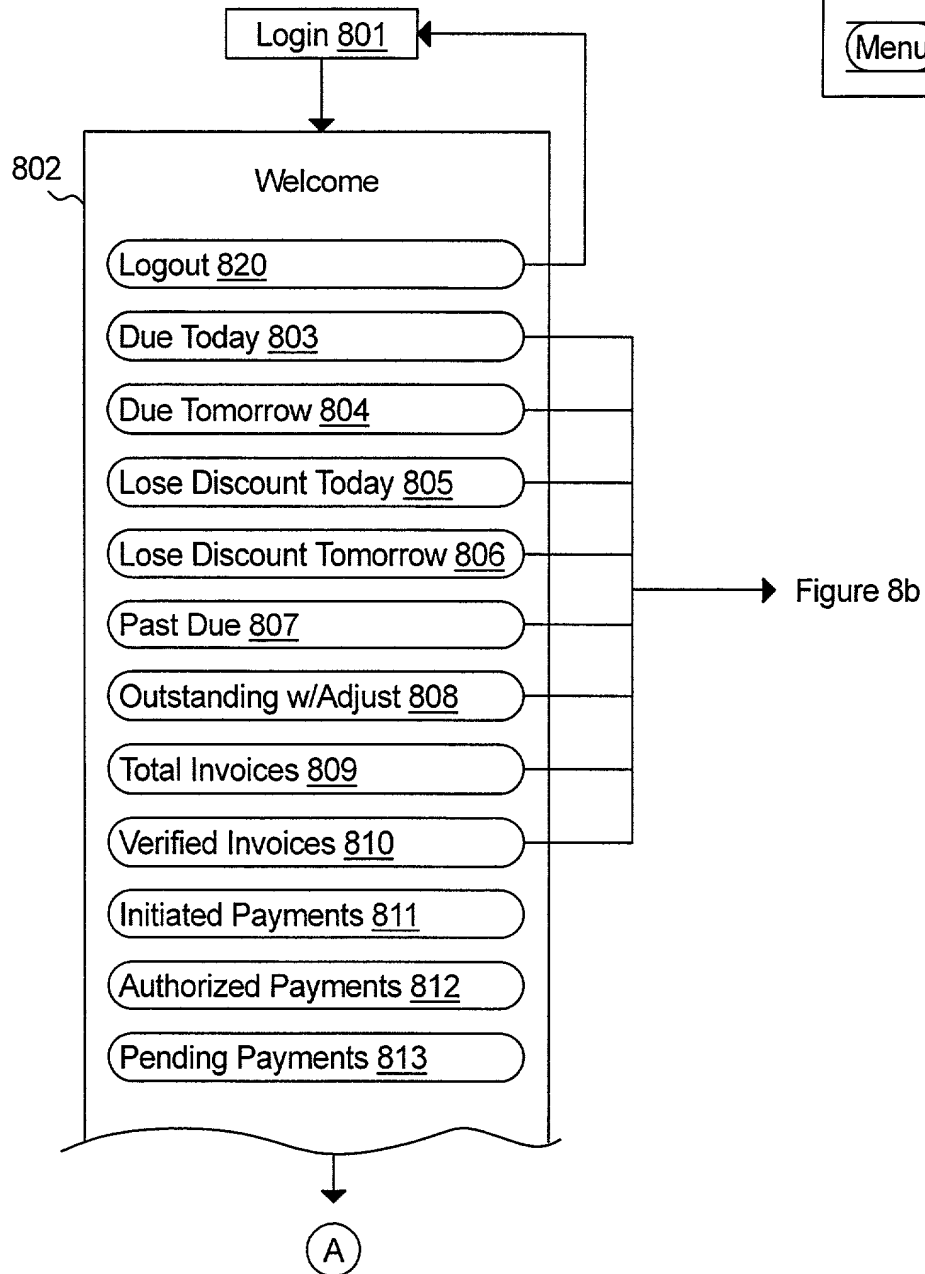 Login 801
Menu
802
Welcome
Logout 820
Due Today 803
Due Tomorrow 804
Lose Discount Today 805
Lose Discount Tomorrow 806
Figure 8b
Past Due 807
Outstanding w/Adjust 808
Total Invoices 809
Verified Invoices 810
Initiated Payments 811
Authorized Payments 812
Pending Payments 813
A